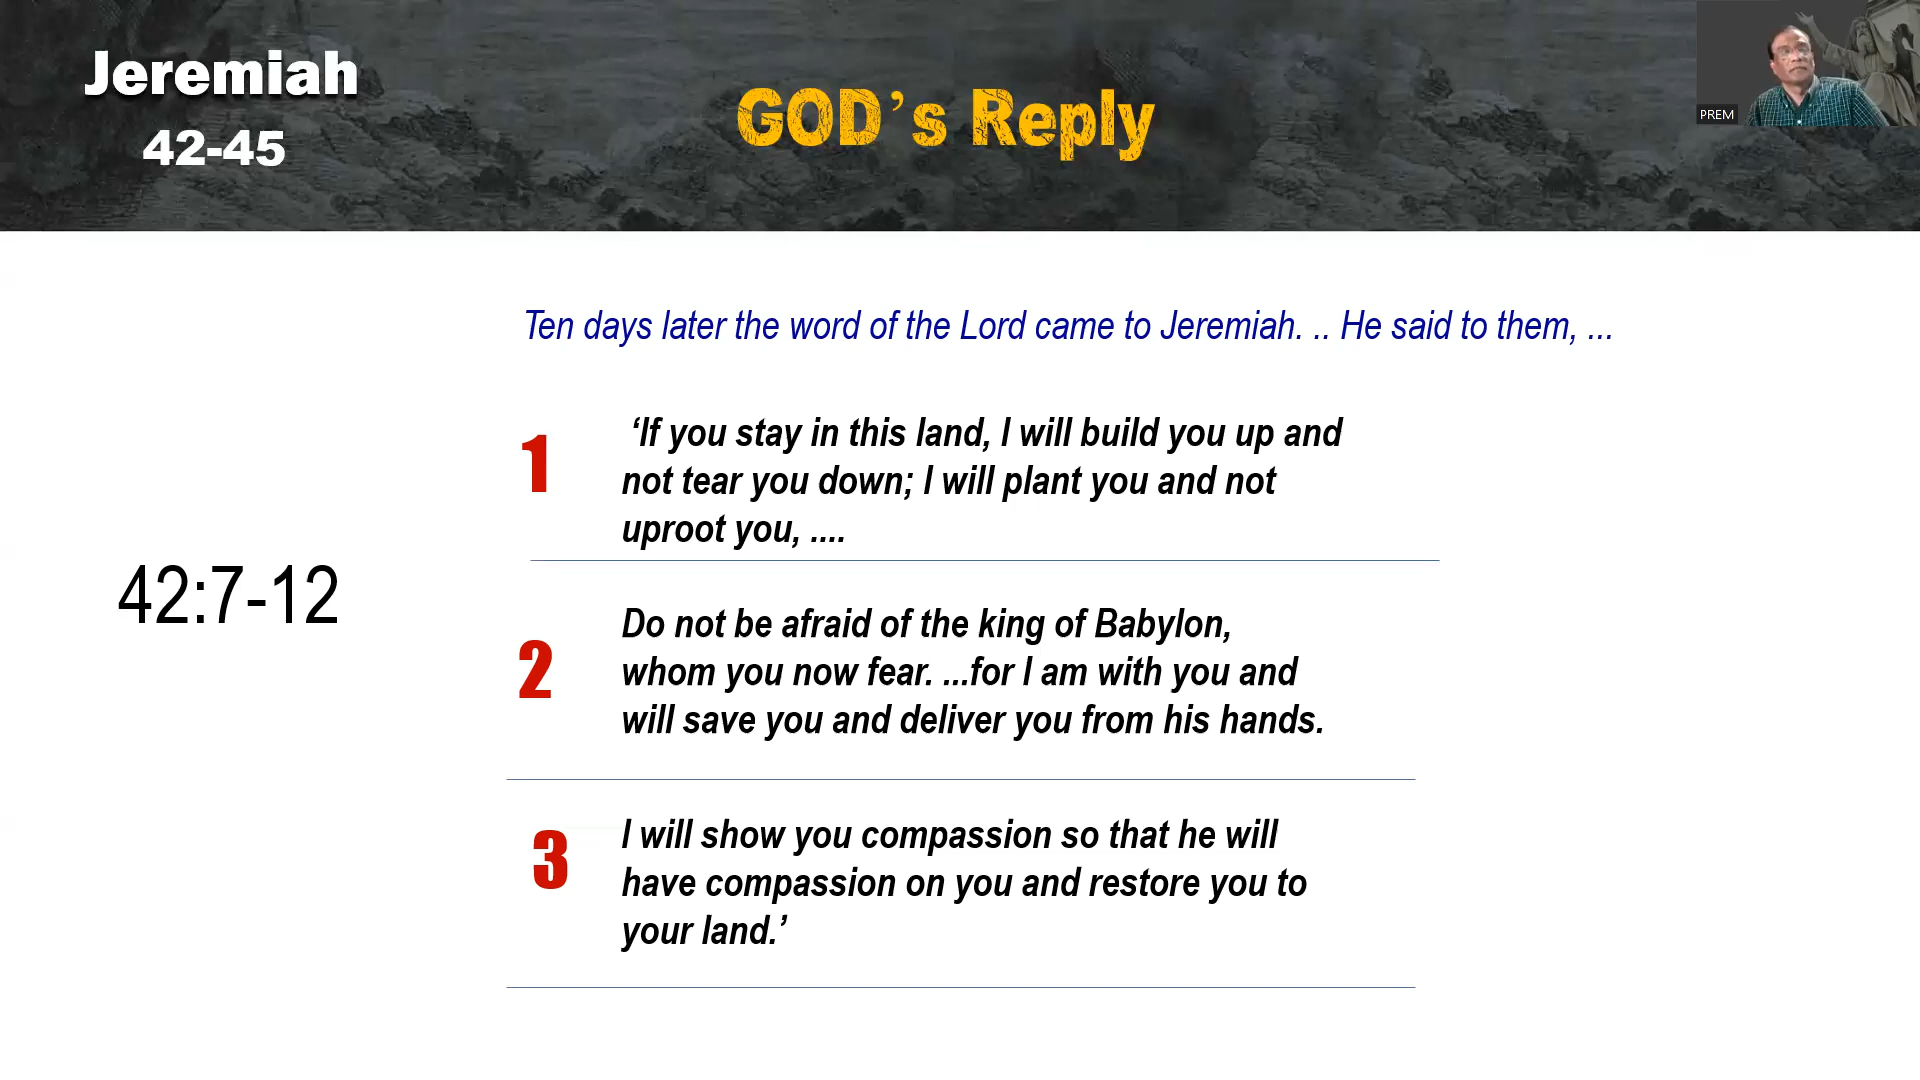 Jeremiah
42-45
GOD’s Reply
PREM
Ten days later the word of the Lord came to Jeremiah. .. He said to them, ...
1
‘If you stay in this land, I will build you up and
not tear you down; I will plant you and not
uproot you, ....
42:7-12
2
Do not be afraid of the king of Babylon,
whom you now fear. ...for I am with you and
will save you and deliver you from his hands.
3
I will show you compassion so that he will
have compassion on you and restore you to
your land.’